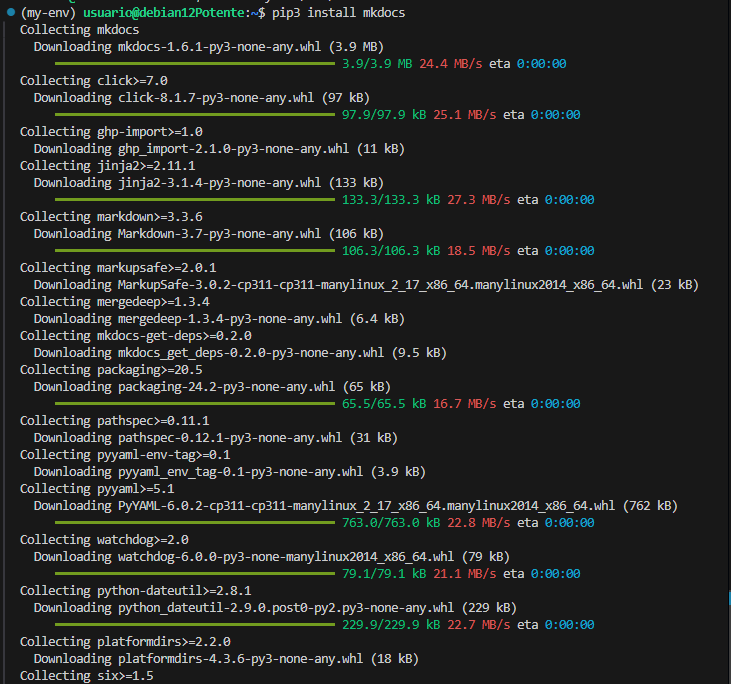 (my-env) usuario@debian12Potente:~$ pip3 install mkdocs
Collecting mkdocs
Downloading mkdocs-1.6.1-py3-none-any.whl (3.9 MB)
3.9/3.9 MB 24.4 MB/s eta 0:00:00
Collecting click>=7.0
Downloading click-8.1.7-py3-none-any.whl (97 kB)
97.9/97.9 kB 25.1 MB/s eta 0:00:00
Collecting ghp-import>=1.0
Downloading ghp_import-2.1.0-py3-none-any.whl (11 kB)
Collecting jinja2>=2.11.1
Downloading jinja2-3.1.4-py3-none-any.whl (133 kB)
133.3/133.3 kB 27.3 MB/s eta 0:00:00
Collecting markdown>=3.3.6
Downloading Markdown-3.7-py3-none-any.whl (106 kB)
106.3/106.3 kB 18.5 MB/s eta 0:00:00
Collecting markupsafe>=2.0.1
Downloading MarkupSafe-3.0.2-cp311-cp311-manylinux_2_17_x86_64.manylinux2014_x86_64.whl (23 kB)
Collecting mergedeep>=1.3.4
Downloading mergedeep-1.3.4-py3-none-any.whl (6.4 kB)
Collecting mkdocs-get-deps>=0.2.0
Downloading mkdocs_get_deps-0.2.0-py3-none-any.whl (9.5 kB)
Collecting packaging>=20.5
Downloading packaging-24.2-py3-none-any.whl (65 kB)
65.5/65.5 kB 16.7 MB/s eta 0:00:00
Collecting pathspec>=0.11.1
Downloading pathspec-0.12.1-py3-none-any.whl (31 kB)
Collecting pyyaml-env-tag>=0.1
Downloading pyyaml_env_tag-0.1-py3-none-any.whl (3.9 kB)
Collecting pyyaml>=5.1
Downloading PyYAML-6.0.2-cp311-cp311-manylinux_2_17_x86_64.manylinux2014_x86_64.whl (762 kB)
763.0/763.0 kB 22.8 MB/s eta 0:00:00
Collecting watchdog>=2.0
Downloading watchdog-6.0.0-py3-none-manylinux2014_x86_64.whl (79 kB)
79.1/79.1 kB 21.1 MB/s eta 0:00:00
Collecting python-dateutil>=2.8.1
Downloading python_dateutil-2.9.0.post0-py2.py3-none-any.whl (229 kB)
229.9/229.9 kB 22.7 MB/s eta 0:00:00
Collecting platformdirs>=2.2.0
Downloading platformdirs-4.3.6-py3-none-any.whl (18 kB)
Collecting six>=1.5